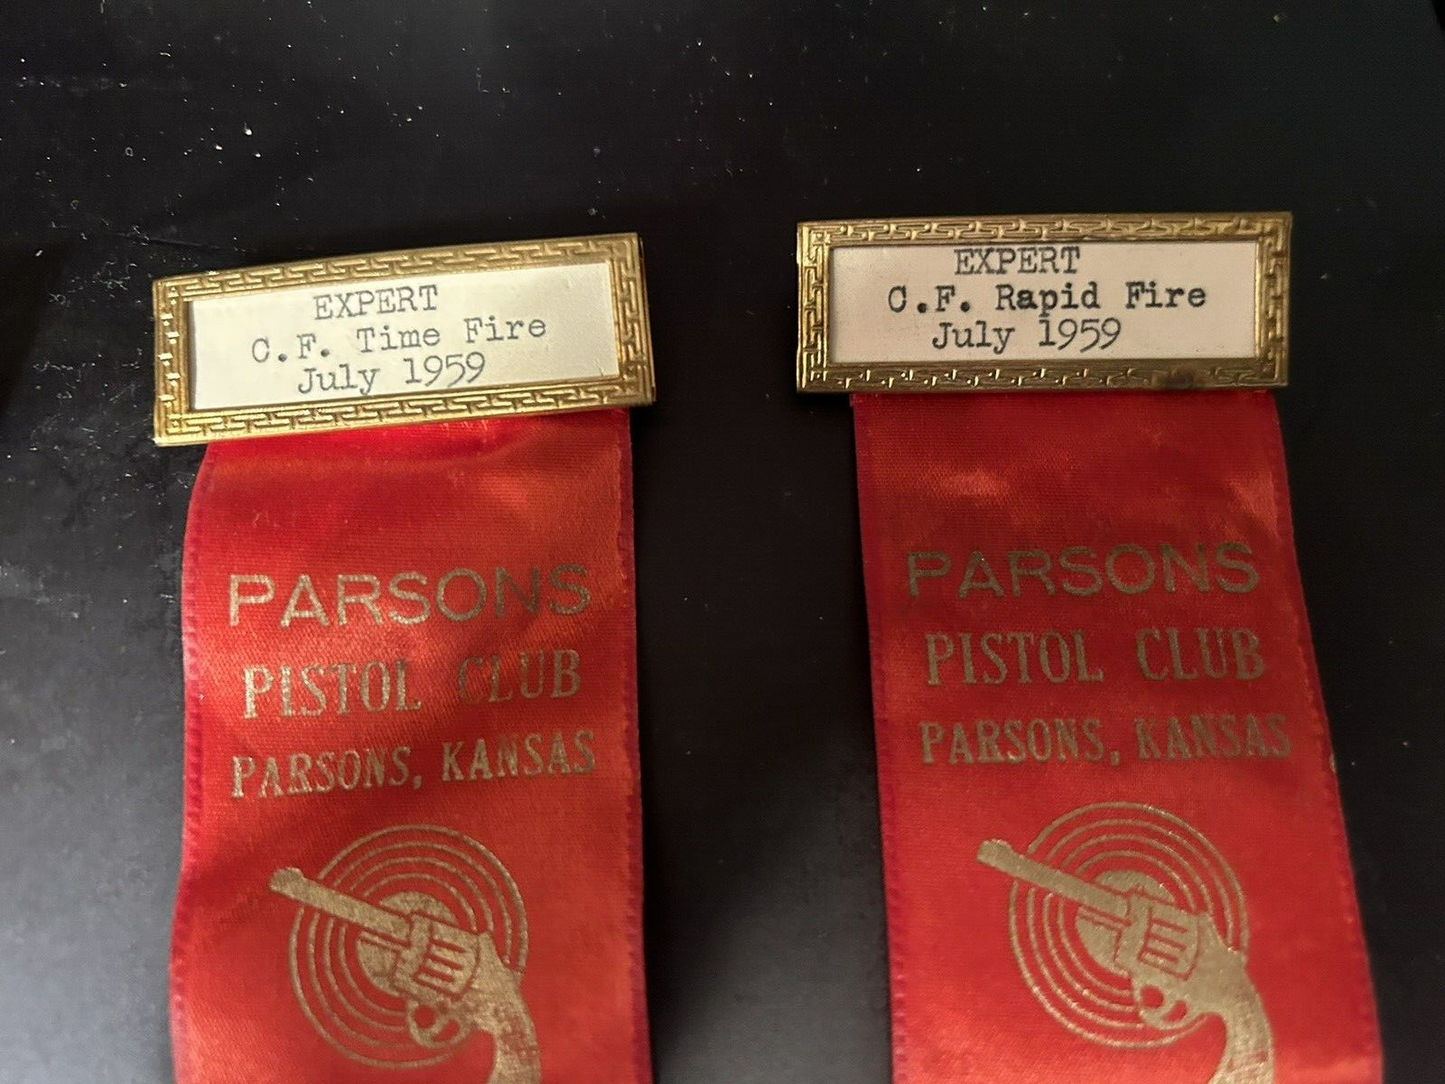 EXPERT
C.F. Time Fire
July 1959
PARSONS
PISTOL CLUB
PARSONS, KANSAS
EXPERT
C.F. Rapid Fire
July 1959
PARSONS
PISTOL CLUB
PARSONS, KANSAS